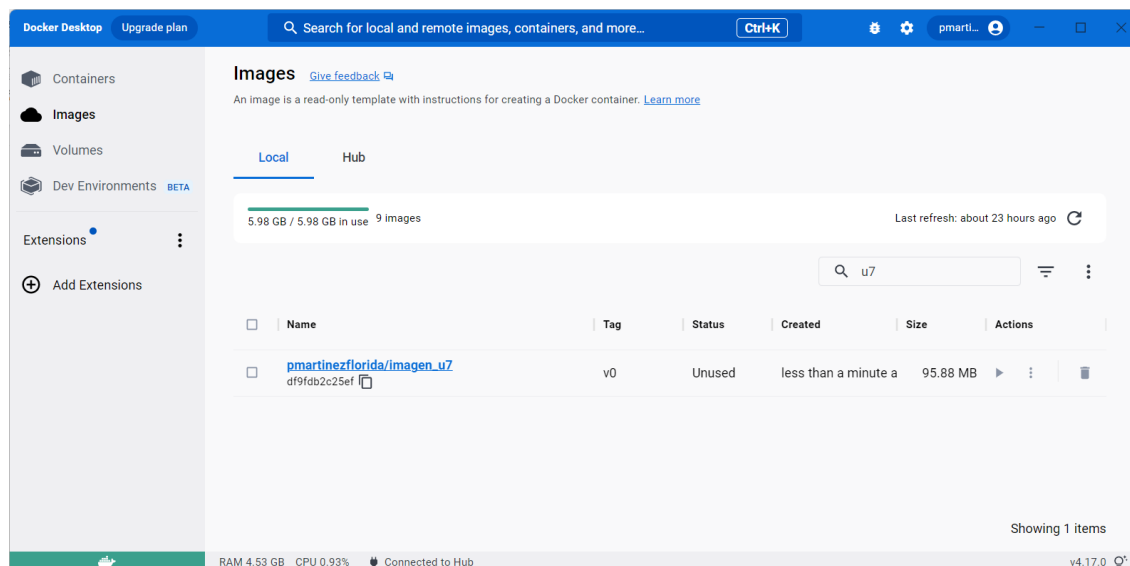 Docker Desktop Upgrade plan Search for local and remote images, containers, and more... Ctrl+K pmarti...
Containers
Images
Volumes
Dev Environments BETA
Extensions
Add Extensions
Images Give feedback
An image is a read-only template with instructions for creating a Docker container. Learn more
Local Hub
5.98 GB / 5.98 GB in use 9 images Last refresh: about 23 hours ago
u7
Name Tag Status Created Size Actions
pmartinezflorida/imagen_u7 v0 Unused less than a minute a 95.88 MB
df9fdb2c25ef
Showing 1 items
RAM 4.53 GB CPU 0.93% Connected to Hub v4.17.0